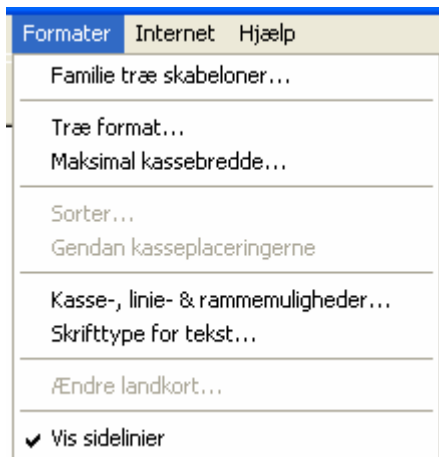 Formater Internet Hjælp
Familie træ skabeloner...
Træ format...
Maksimal kassebredde...
Sorter...
Gendan kasseplaceringerne
Kasse-, linie- & rammemuligheder...
Skrifttype for tekst...
Ændre landkort...
Vis sidelinier